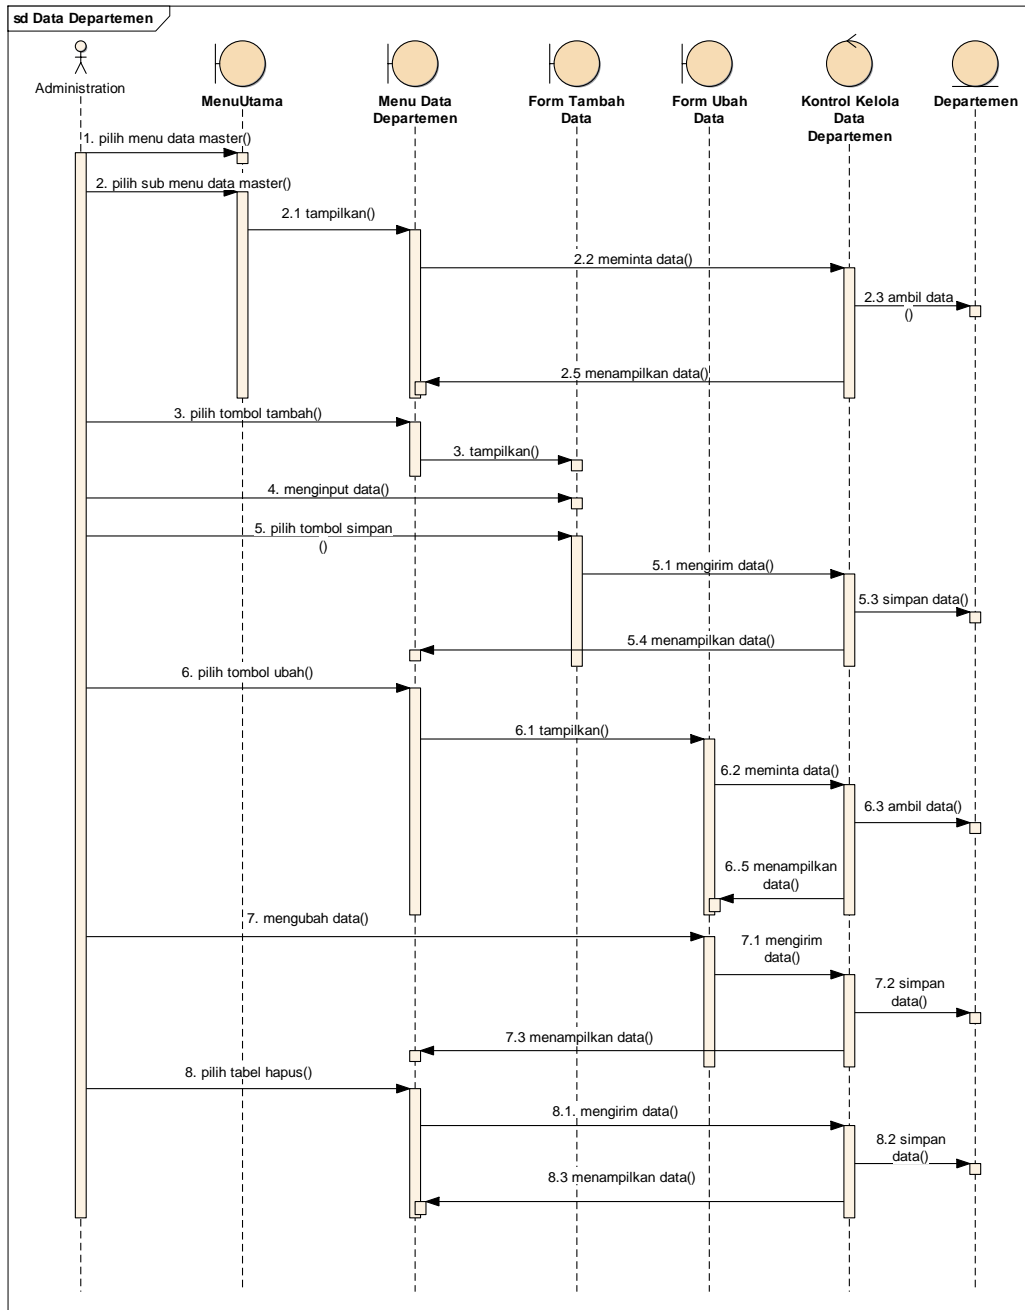 sd Data Departemen
Administration
MenuUtama
Menu Data
Departemen
Form Tambah
Data
Form Ubah
Data
Kontrol Kelola
Data
Departemen
Departemen
1. pilih menu data master()
2. pilih sub menu data master()
2.1 tampilkan()
2.2 meminta data()
2.3 ambil data
()
2.5 menampilkan data()
3. pilih tombol tambah()
3. tampilkan()
4. menginput data()
5. pilih tombol simpan
()
5.1 mengirim data()
5.3 simpan data()
5.4 menampilkan data()
6. pilih tombol ubah()
6.1 tampilkan()
6.2 meminta data()
6.3 ambil data()
6..5 menampilkan
data()
7. mengubah data()
7.1 mengirim
data()
7.2 simpan
data()
7.3 menampilkan data()
8. pilih tabel hapus()
8.1. mengirim data()
8.2 simpan
data()
8.3 menampilkan data()